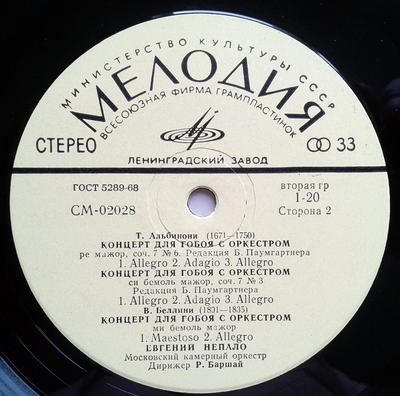 МИНИСТЕРСТВО КУЛЬТУРЫ СССР
МЕЛОДИЯ
ВСЕСОЮЗНАЯ ФИРМА ГРАМПЛАСТИНОК
СТЕРЕО
33
ЛЕНИНГРАДСКИЙ ЗАВОД
ГОСТ 5289-68
вторая гр
1-20
СМ-02028
Сторона 2
Т. Альбинони (1671—1750)
КОНЦЕРТ ДЛЯ ГОБОЯ С ОРКЕСТРОМ
ре мажор, соч. 7 № 6. Редакция Б. Паумгартнера
1. Allegro 2. Adagio 3. Allegro
КОНЦЕРТ ДЛЯ ГОБОЯ С ОРКЕСТРОМ
си бемоль мажор, соч. 7 № 3
Редакция Б. Паумгартнера
1. Allegro 2. Adagio 3. Allegro
В. Беллини (1801—1835)
КОНЦЕРТ ДЛЯ ГОБОЯ С ОРКЕСТРОМ
ми бемоль мажор
1. Maestoso 2. Allegro
ЕВГЕНИЙ НЕПАЛО
Московский камерный оркестр
Дирижер Р. Баршай